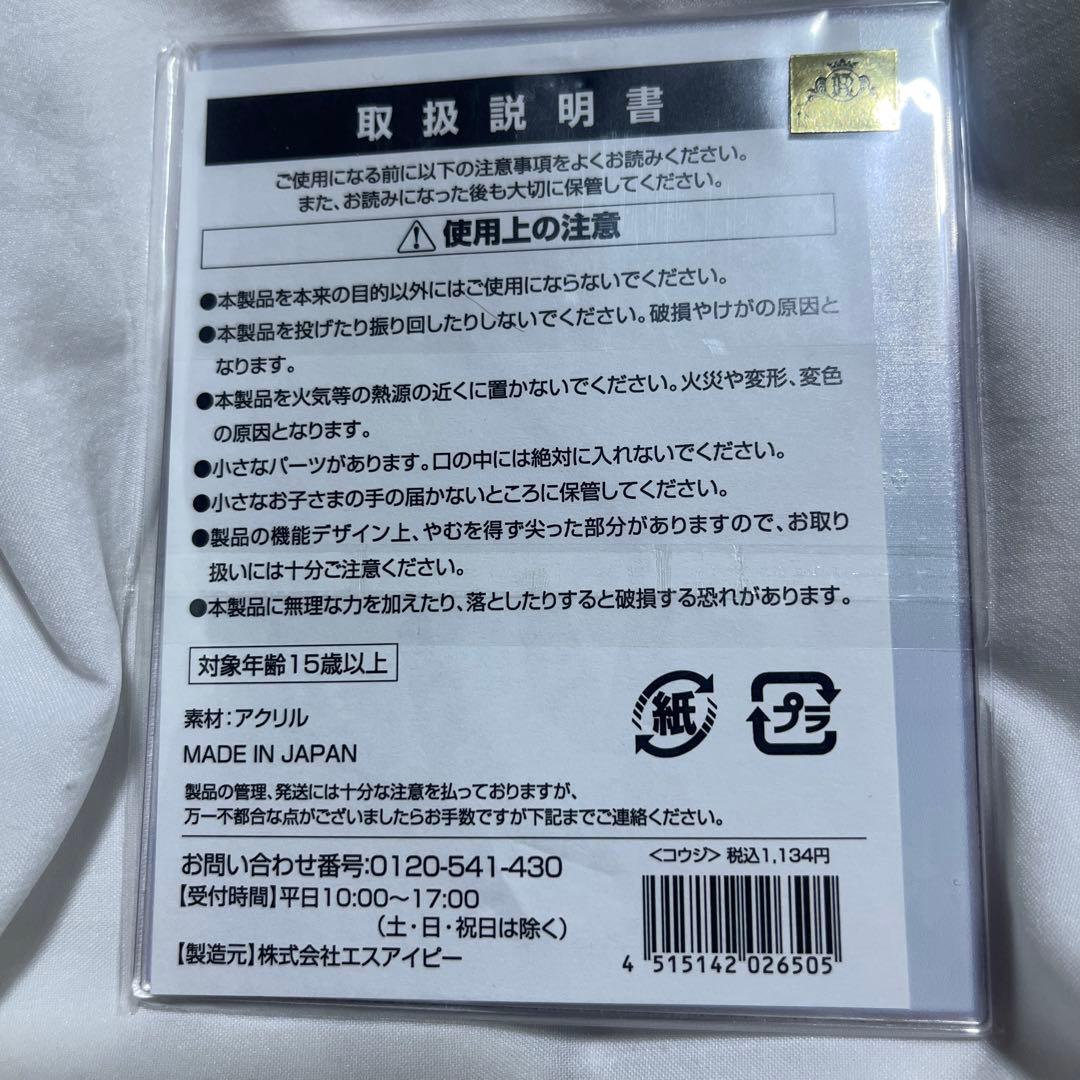 取扱説明書
ご使用になる前に以下の注意事項をよくお読みください。
また、お読みになった後も大切に保管してください。
使用上の注意
●本製品を本来の目的以外にはご使用にならないでください。
●本製品を投げたり振り回したりしないでください。破損やけがの原因と
なります。
●本製品を火気等の熱源の近くに置かないでください。火災や変形、変色
の原因となります。
●小さなパーツがあります。口の中には絶対に入れないでください。
●小さなお子さまの手の届かないところに保管してください。
●製品の機能デザイン上、やむを得ず尖った部分がありますので、お取り
扱いには十分ご注意ください。
●本製品に無理な力を加えたり、落としたりすると破損する恐れがあります。
対象年齢15歳以上
素材:アクリル
MADE IN JAPAN
紙
プラ
製品の管理、発送には十分な注意を払っておりますが、
万一不都合な点がございましたらお手数ですが下記までご連絡ください。
お問い合わせ番号:0120-541-430
【受付時間】平日10:00～17:00
(土・日・祝日は除く)
【製造元】株式会社エスアイピー
<コウジ> 税込1,134円
4 515142 026505